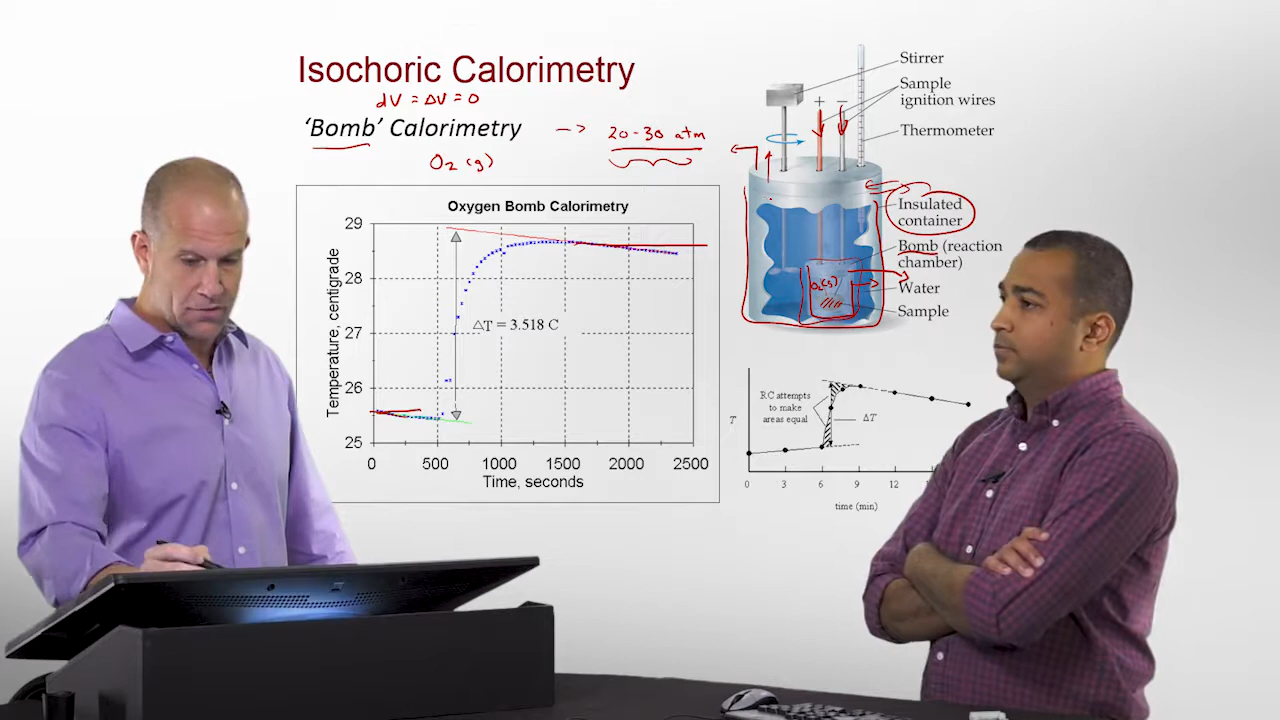 Isochoric Calorimetry
dV = ΔV = 0
'Bomb' Calorimetry -> 20-30 atm
O₂ (g)
Oxygen Bomb Calorimetry
Temperature, centigrade
29
28
27
26
25
△T = 3.518 C
0 500 1000 1500 2000 2500
Time, seconds
Stirrer
Sample
ignition wires
+ −
Thermometer
Insulated
container
Bomb (reaction
chamber)
Water
Sample
O₂(g)
RC attempts
to make
areas equal
ΔT
T
0 3 6 9 12 15
time (min)